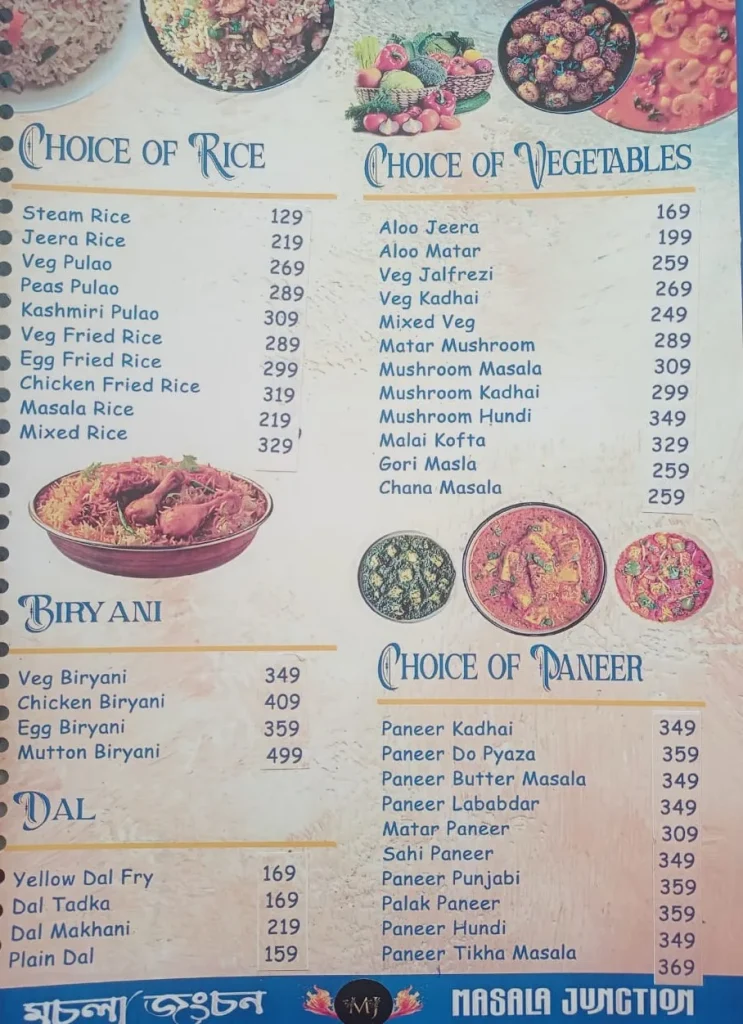 CHOICE OF RICE
Steam Rice 129
Jeera Rice 219
Veg Pulao 269
Peas Pulao 289
Kashmiri Pulao 309
Veg Fried Rice 289
Egg Fried Rice 299
Chicken Fried Rice 319
Masala Rice 219
Mixed Rice 329
BIRYANI
Veg Biryani 349
Chicken Biryani 409
Egg Biryani 359
Mutton Biryani 499
DAL
Yellow Dal Fry 169
Dal Tadka 169
Dal Makhani 219
Plain Dal 159
CHOICE OF VEGETABLES
Aloo Jeera 169
Aloo Matar 199
Veg Jalfrezi 259
Veg Kadhai 269
Mixed Veg 249
Matar Mushroom 289
Mushroom Masala 309
Mushroom Kadhai 299
Mushroom Hundi 349
Malai Kofta 329
Gori Masla 259
Chana Masala 259
CHOICE OF PANEER
Paneer Kadhai 349
Paneer Do Pyaza 359
Paneer Butter Masala 349
Paneer Lababdar 349
Matar Paneer 309
Sahi Paneer 349
Paneer Punjabi 359
Palak Paneer 359
Paneer Hundi 349
Paneer Tikha Masala 369
মচলা জংচন MJ MASALA JUNCTION